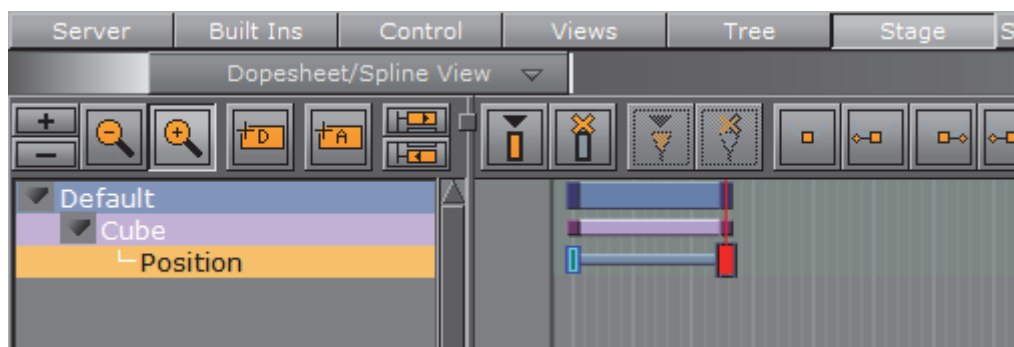 Server Built Ins Control Views Tree Stage S
Dopesheet/Spline View
D A
Default
Cube
Position